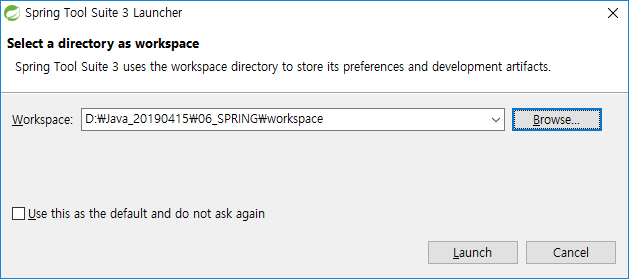 Spring Tool Suite 3 Launcher
Select a directory as workspace
Spring Tool Suite 3 uses the workspace directory to store its preferences and development artifacts.
Workspace: D:₩Java_20190415₩06_SPRING₩workspace Browse...
Use this as the default and do not ask again
Launch Cancel